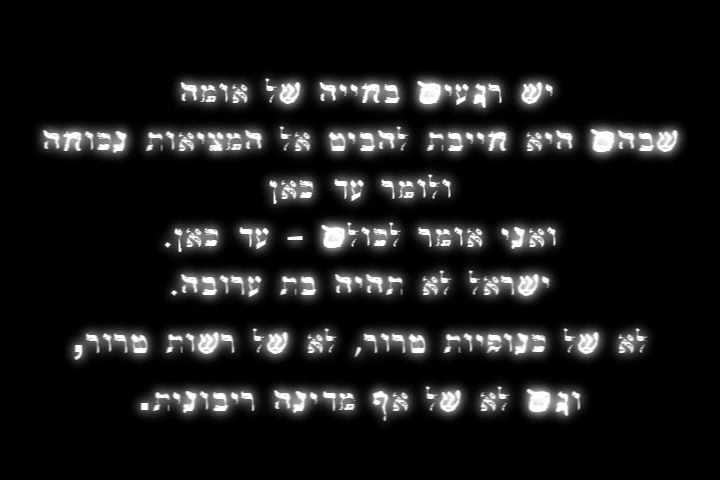 יש רגעים בחייה של אומה
שבהם היא חייבת להביט אל המציאות נכוחה
ולומר עד כאן
ואני אומר לכולם - עד כאן.
ישראל לא תהיה בת ערובה.
לא של כנופיות טרור, לא של רשות טרור,
וגם לא של אף מדינה ריבונית.